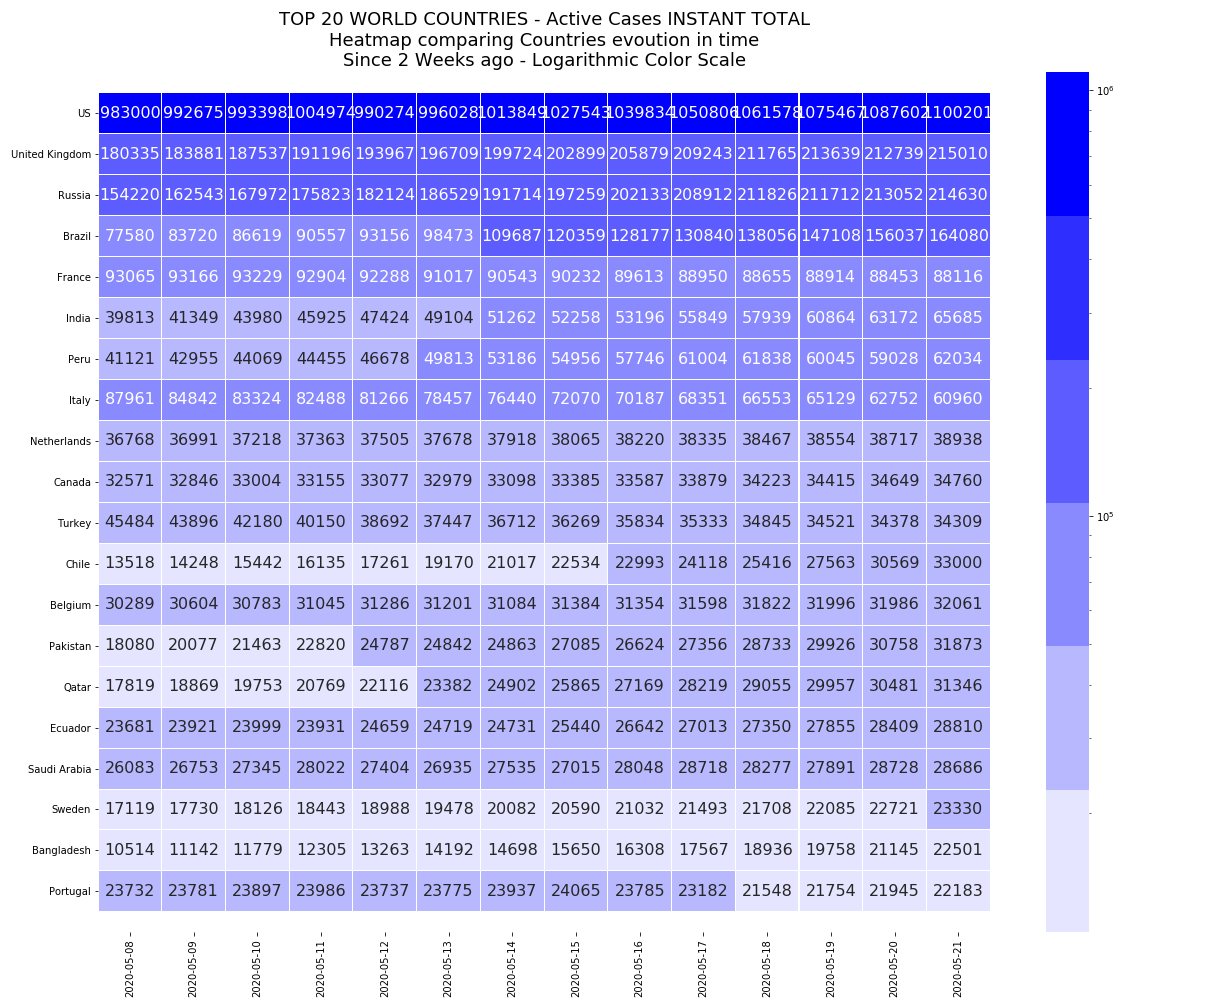 TOP 20 WORLD COUNTRIES - Active Cases INSTANT TOTAL
Heatmap comparing Countries evoution in time
Since 2 Weeks ago - Logarithmic Color Scale
US 983000 992675 993398 1004974 990274 996028 1013849 1027543 1039834 1050806 1061578 1075467 1087602 1100201
United Kingdom 180335 183881 187537 191196 193967 196709 199724 202899 205879 209243 211765 213639 212739 215010
Russia 154220 162543 167972 175823 182124 186529 191714 197259 202133 208912 211826 211712 213052 214630
Brazil 77580 83720 86619 90557 93156 98473 109687 120359 128177 130840 138056 147108 156037 164080
France 93065 93166 93229 92904 92288 91017 90543 90232 89613 88950 88655 88914 88453 88116
India 39813 41349 43980 45925 47424 49104 51262 52258 53196 55849 57939 60864 63172 65685
Peru 41121 42955 44069 44455 46678 49813 53186 54956 57746 61004 61838 60045 59028 62034
Italy 87961 84842 83324 82488 81266 78457 76440 72070 70187 68351 66553 65129 62752 60960
Netherlands 36768 36991 37218 37363 37505 37678 37918 38065 38220 38335 38467 38554 38717 38938
Canada 32571 32846 33004 33155 33077 32979 33098 33385 33587 33879 34223 34415 34649 34760
Turkey 45484 43896 42180 40150 38692 37447 36712 36269 35834 35333 34845 34521 34378 34309
Chile 13518 14248 15442 16135 17261 19170 21017 22534 22993 24118 25416 27563 30569 33000
Belgium 30289 30604 30783 31045 31286 31201 31084 31384 31354 31598 31822 31996 31986 32061
Pakistan 18080 20077 21463 22820 24787 24842 24863 27085 26624 27356 28733 29926 30758 31873
Qatar 17819 18869 19753 20769 22116 23382 24902 25865 27169 28219 29055 29957 30481 31346
Ecuador 23681 23921 23999 23931 24659 24719 24731 25440 26642 27013 27350 27855 28409 28810
Saudi Arabia 26083 26753 27345 28022 27404 26935 27535 27015 28048 28718 28277 27891 28728 28686
Sweden 17119 17730 18126 18443 18988 19478 20082 20590 21032 21493 21708 22085 22721 23330
Bangladesh 10514 11142 11779 12305 13263 14192 14698 15650 16308 17567 18936 19758 21145 22501
Portugal 23732 23781 23897 23986 23737 23775 23937 24065 23785 23182 21548 21754 21945 22183
2020-05-08 2020-05-09 2020-05-10 2020-05-11 2020-05-12 2020-05-13 2020-05-14 2020-05-15 2020-05-16 2020-05-17 2020-05-18 2020-05-19 2020-05-20 2020-05-21
10⁶
10⁵